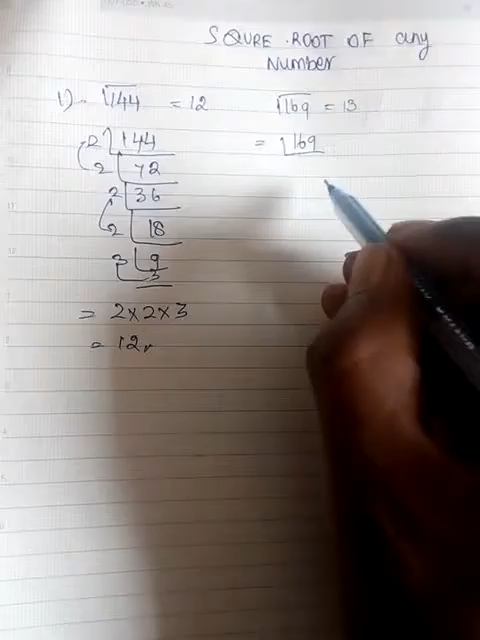 SQURE ROOT OF any
Number
1) √144 = 12
2 144
2 72
2 36
2 18
3 9
3
= 2×2×3
= 12
√169 = 13
= 169